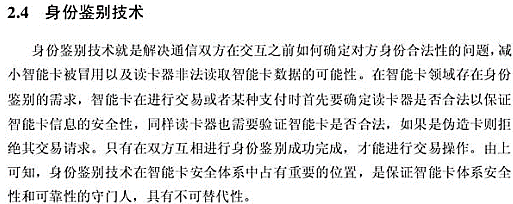 2.4 身份鉴别技术
身份鉴别技术就是解决通信双方在交互之前如何确定对方身份合法性的问题，减
小智能卡被冒用以及读卡器非法读取智能卡数据的可能性。在智能卡领域存在身份
鉴别的需求，智能卡在进行交易或者某种支付时首先要确定读卡器是否合法以保证
智能卡信息的安全性，同样读卡器也需要验证智能卡是否合法，如果是伪造卡则拒
绝其交易请求。只有在双方互相进行身份鉴别成功完成，才能进行交易操作。由上
可知，身份鉴别技术在智能卡安全体系中占有重要的位置，是保证智能卡体系安全
性和可靠性的守门人，具有不可替代性。